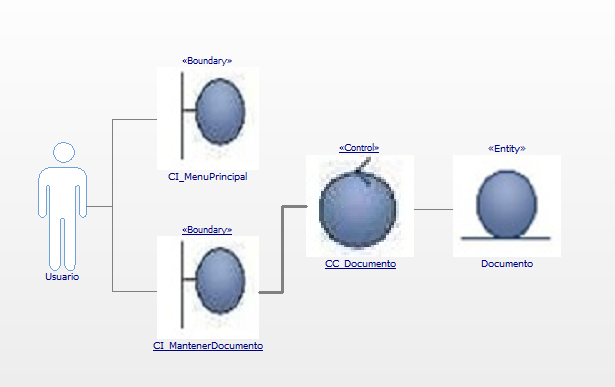 «Boundary»
CI_MenuPrincipal
Usuario
«Boundary»
CI_MantenerDocumento
«Control»
CC_Documento
«Entity»
Documento